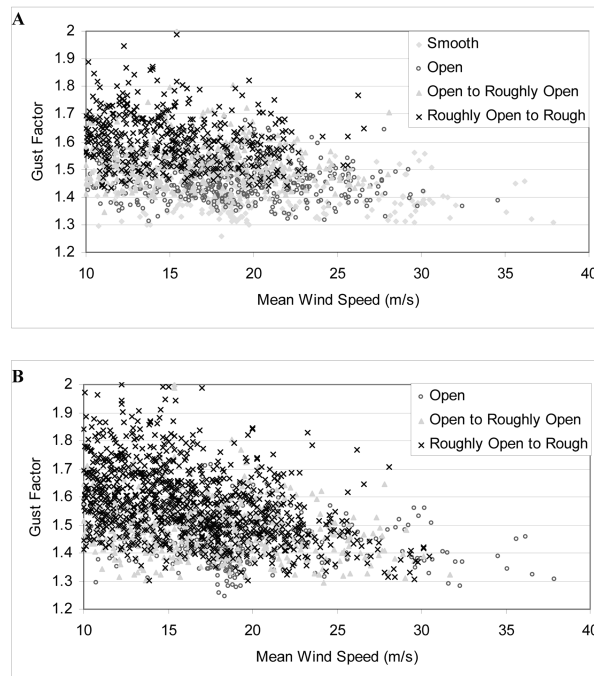 A
2
1.9
1.8
1.7
1.6
1.5
1.4
1.3
1.2
Gust Factor
10 15 20 25 30 35 40
Mean Wind Speed (m/s)
Smooth
Open
Open to Roughly Open
Roughly Open to Rough
B
2
1.9
1.8
1.7
1.6
1.5
1.4
1.3
1.2
Gust Factor
10 15 20 25 30 35 40
Mean Wind Speed (m/s)
Open
Open to Roughly Open
Roughly Open to Rough